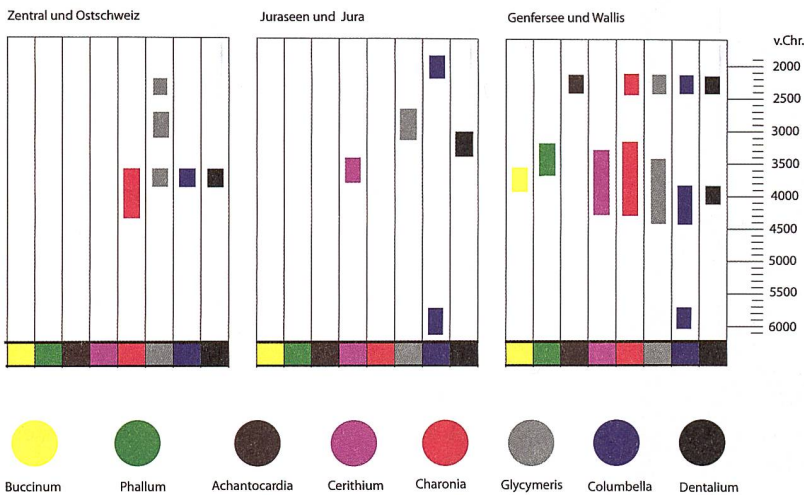 Zentral und Ostschweiz
Juraseen und Jura
Genfersee und Wallis
v.Chr.
2000
2500
3000
3500
4000
4500
5000
5500
6000
Buccinum
Phallum
Achantocardia
Cerithium
Charonia
Glycymeris
Columbella
Dentalium